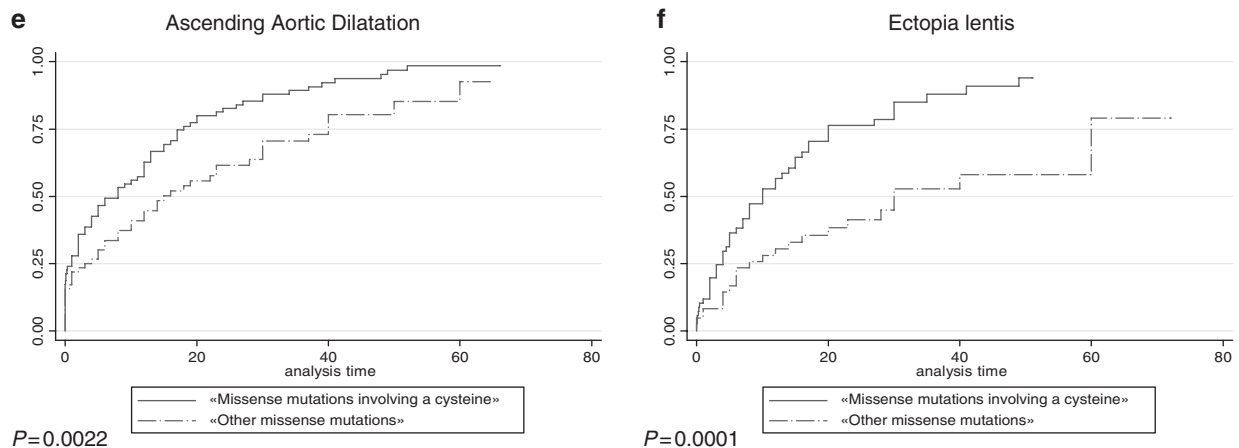 e
Ascending Aortic Dilatation
1.00
0.75
0.50
0.25
0.00
0 20 40 60 80
analysis time
«Missense mutations involving a cysteine»
«Other missense mutations»
P=0.0022
f
Ectopia lentis
1.00
0.75
0.50
0.25
0.00
0 20 40 60 80
analysis time
«Missense mutations involving a cysteine»
«Other missense mutations»
P=0.0001